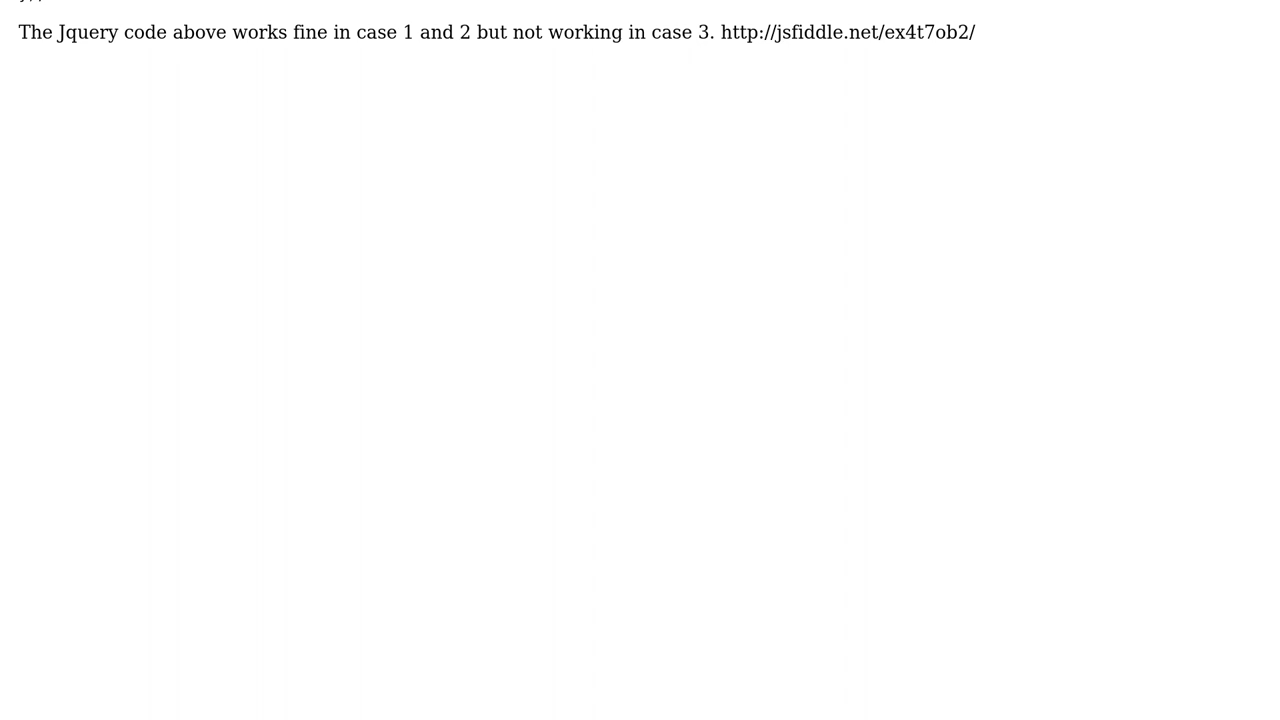 The Jquery code above works fine in case 1 and 2 but not working in case 3. http://jsfiddle.net/ex4t7ob2/